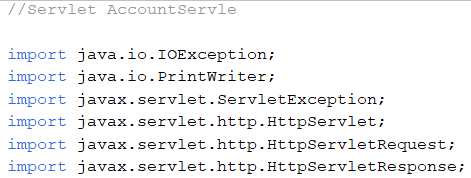 //Servlet AccountServle
import java.io.IOException;
import java.io.PrintWriter;
import javax.servlet.ServletException;
import javax.servlet.http.HttpServlet;
import javax.servlet.http.HttpServletRequest;
import javax.servlet.http.HttpServletResponse;